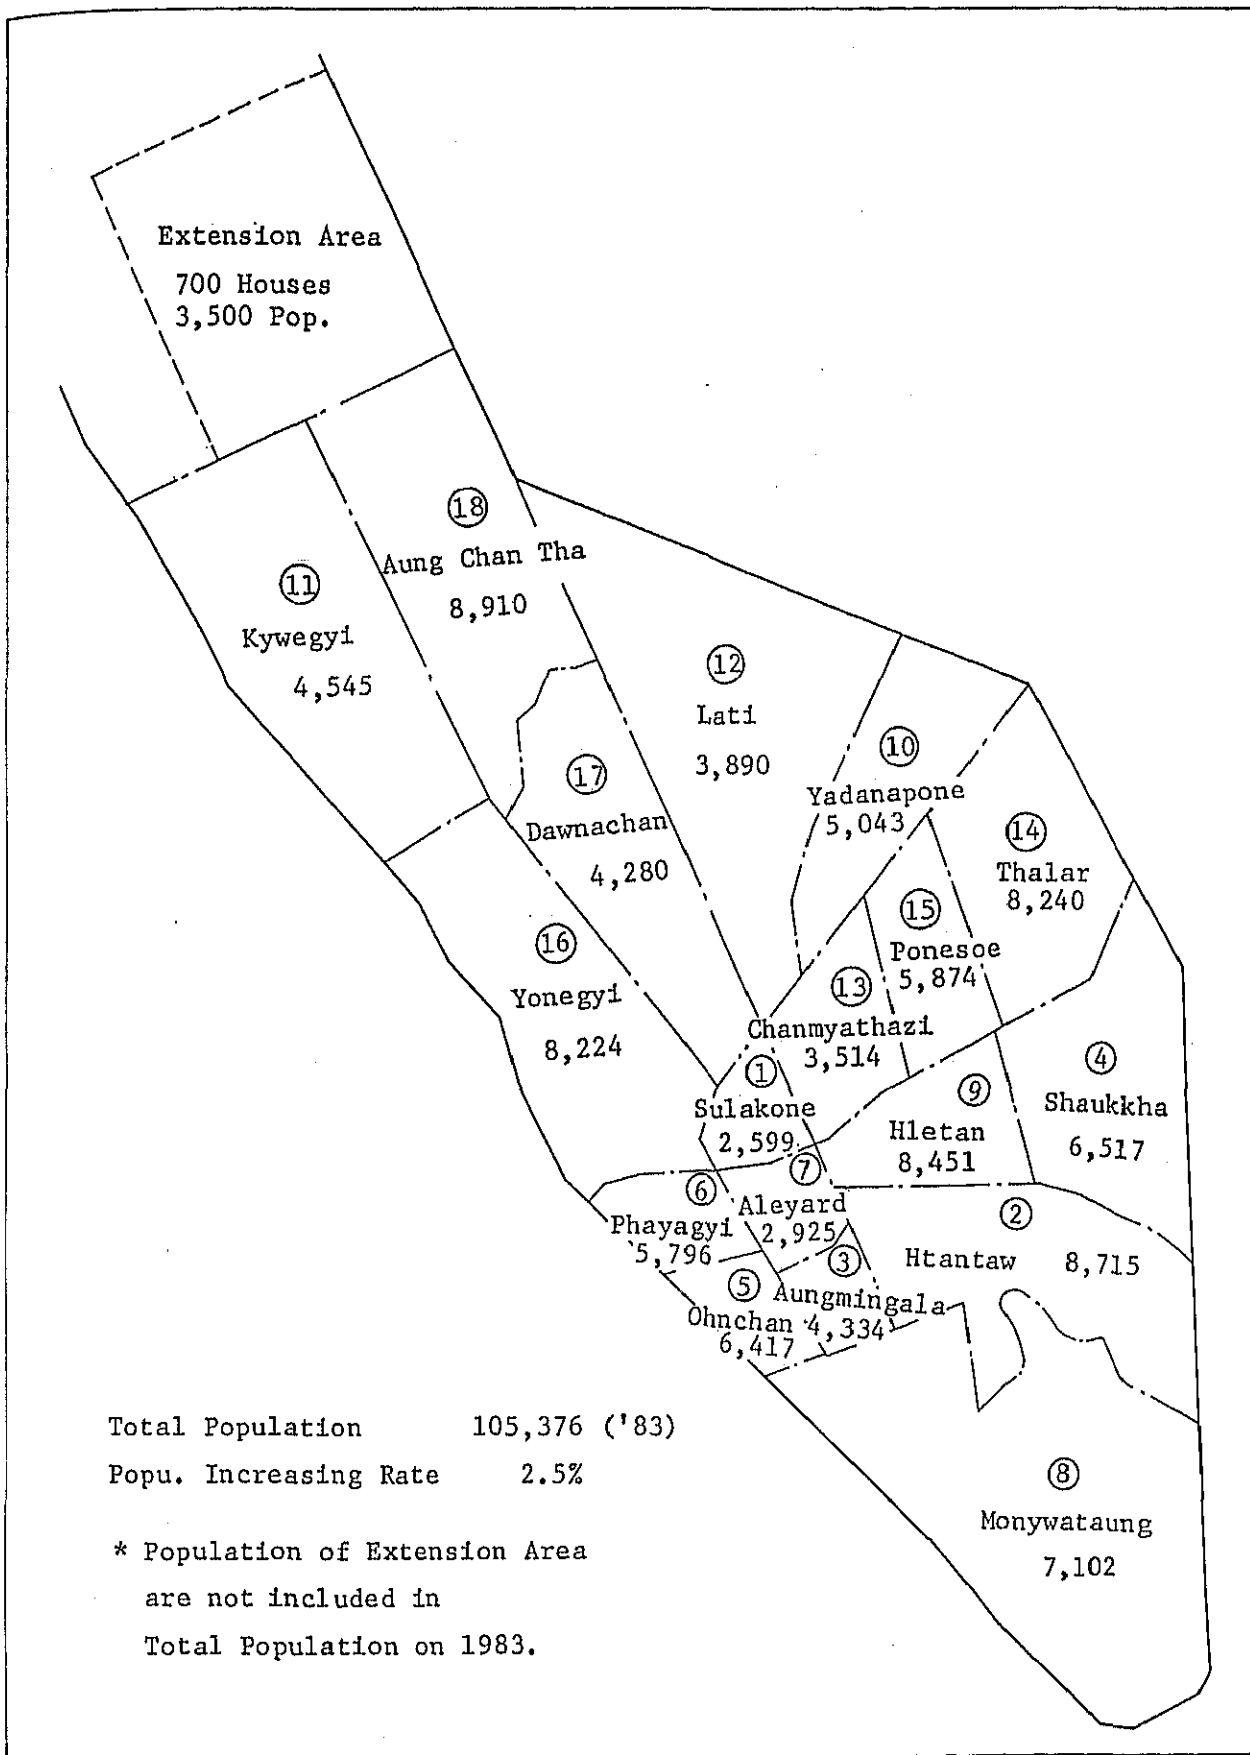 Extension Area
700 Houses
3,500 Pop.
18
Aung Chan Tha
8,910
11
Kywegyi
4,545
12
Lati
3,890
10
Yadanapone
5,043
17
Dawnachan
4,280
14
Thalar
8,240
15
Ponesoe
5,874
16
Yonegyi
8,224
13
Chanmyathazi
3,514
1
Sulakone
2,599
4
Shaukkha
6,517
9
Hletan
8,451
7
Aleyard
2,925
6
Phayagyi
5,796
2
Htantaw 8,715
3
Aungmingala
4,334
5
Ohnchan
6,417
8
Monywataung
7,102
Total Population 105,376 ('83)
Popu. Increasing Rate 2.5%
* Population of Extension Area
are not included in
Total Population on 1983.